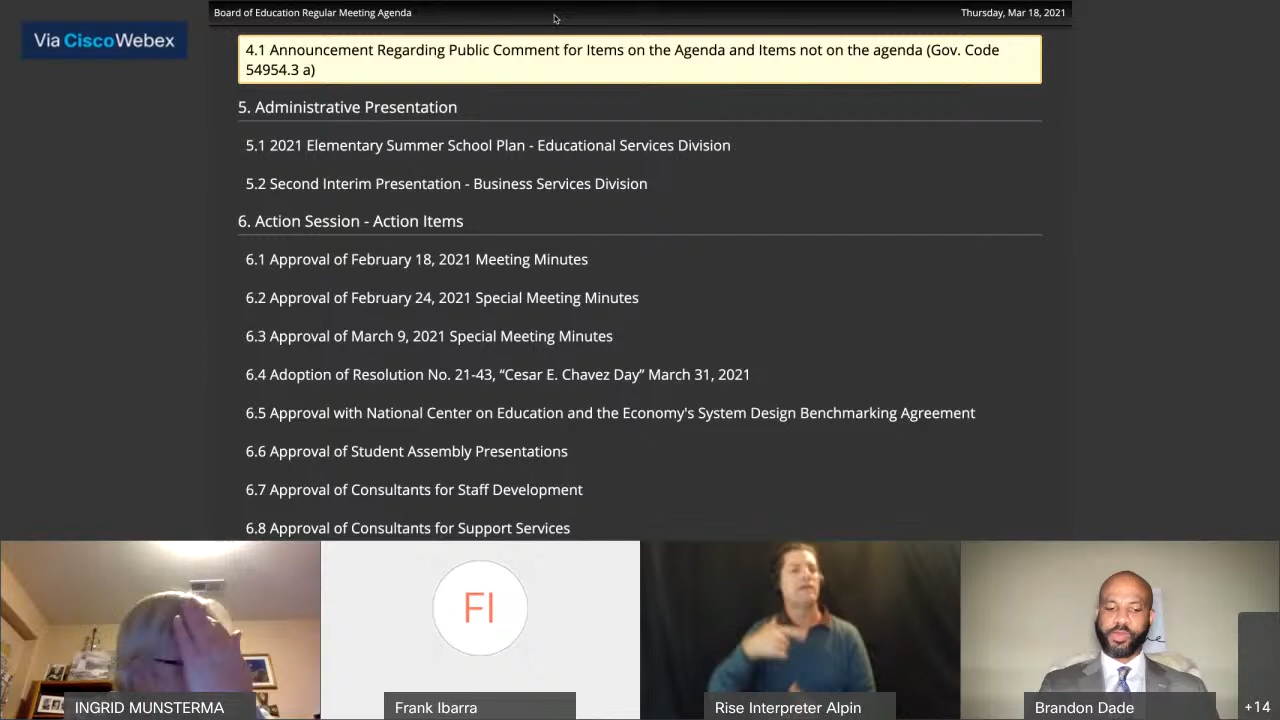 Board of Education Regular Meeting Agenda
Thursday, Mar 18, 2021
Via CiscoWebex
4.1 Announcement Regarding Public Comment for Items on the Agenda and Items not on the agenda (Gov. Code
54954.3 a)
5. Administrative Presentation
5.1 2021 Elementary Summer School Plan - Educational Services Division
5.2 Second Interim Presentation - Business Services Division
6. Action Session - Action Items
6.1 Approval of February 18, 2021 Meeting Minutes
6.2 Approval of February 24, 2021 Special Meeting Minutes
6.3 Approval of March 9, 2021 Special Meeting Minutes
6.4 Adoption of Resolution No. 21-43, “Cesar E. Chavez Day” March 31, 2021
6.5 Approval with National Center on Education and the Economy's System Design Benchmarking Agreement
6.6 Approval of Student Assembly Presentations
6.7 Approval of Consultants for Staff Development
6.8 Approval of Consultants for Support Services
FI
INGRID MUNSTERMA
Frank Ibarra
Rise Interpreter Alpin
Brandon Dade
+14